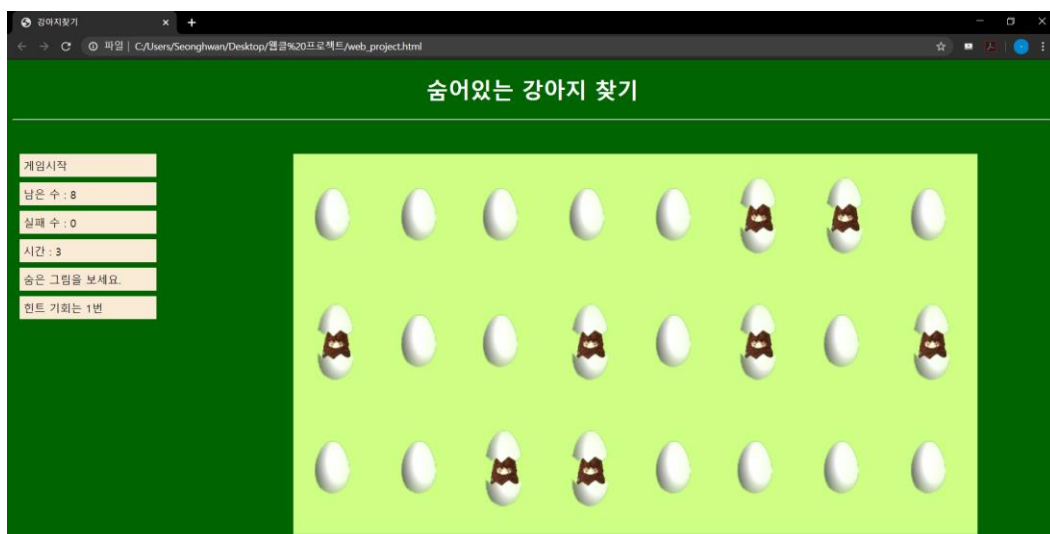 강아지찾기
파일 | C:/Users/Seonghwan/Desktop/웹클%20프로젝트/web_project.html
숨어있는 강아지 찾기
게임시작
남은 수 : 8
실패 수 : 0
시간 : 3
숨은 그림을 보세요.
힌트 기회는 1번